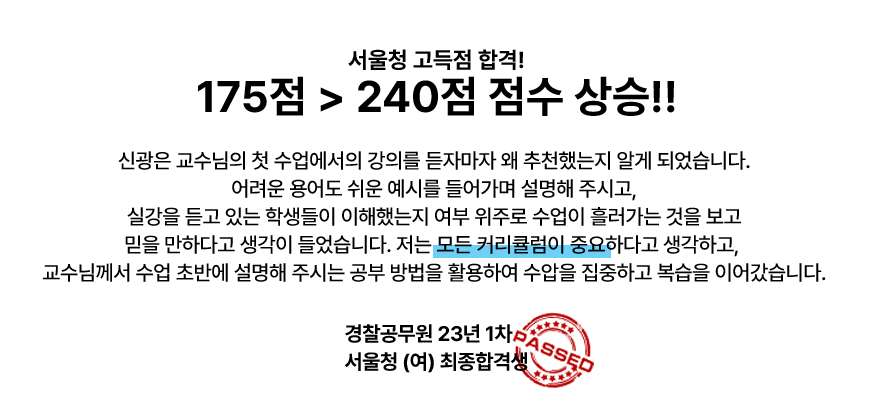 서울청 고득점 합격!
175점 > 240점 점수 상승!!
신광은 교수님의 첫 수업에서의 강의를 듣자마자 왜 추천했는지 알게 되었습니다.
어려운 용어도 쉬운 예시를 들어가며 설명해 주시고,
실강을 듣고 있는 학생들이 이해했는지 여부 위주로 수업이 흘러가는 것을 보고
믿을 만하다고 생각이 들었습니다. 저는 모든 커리큘럼이 중요하다고 생각하고,
교수님께서 수업 초반에 설명해 주시는 공부 방법을 활용하여 수압을 집중하고 복습을 이어갔습니다.
경찰공무원 23년 1차
서울청 (여) 최종합격생
PASSED